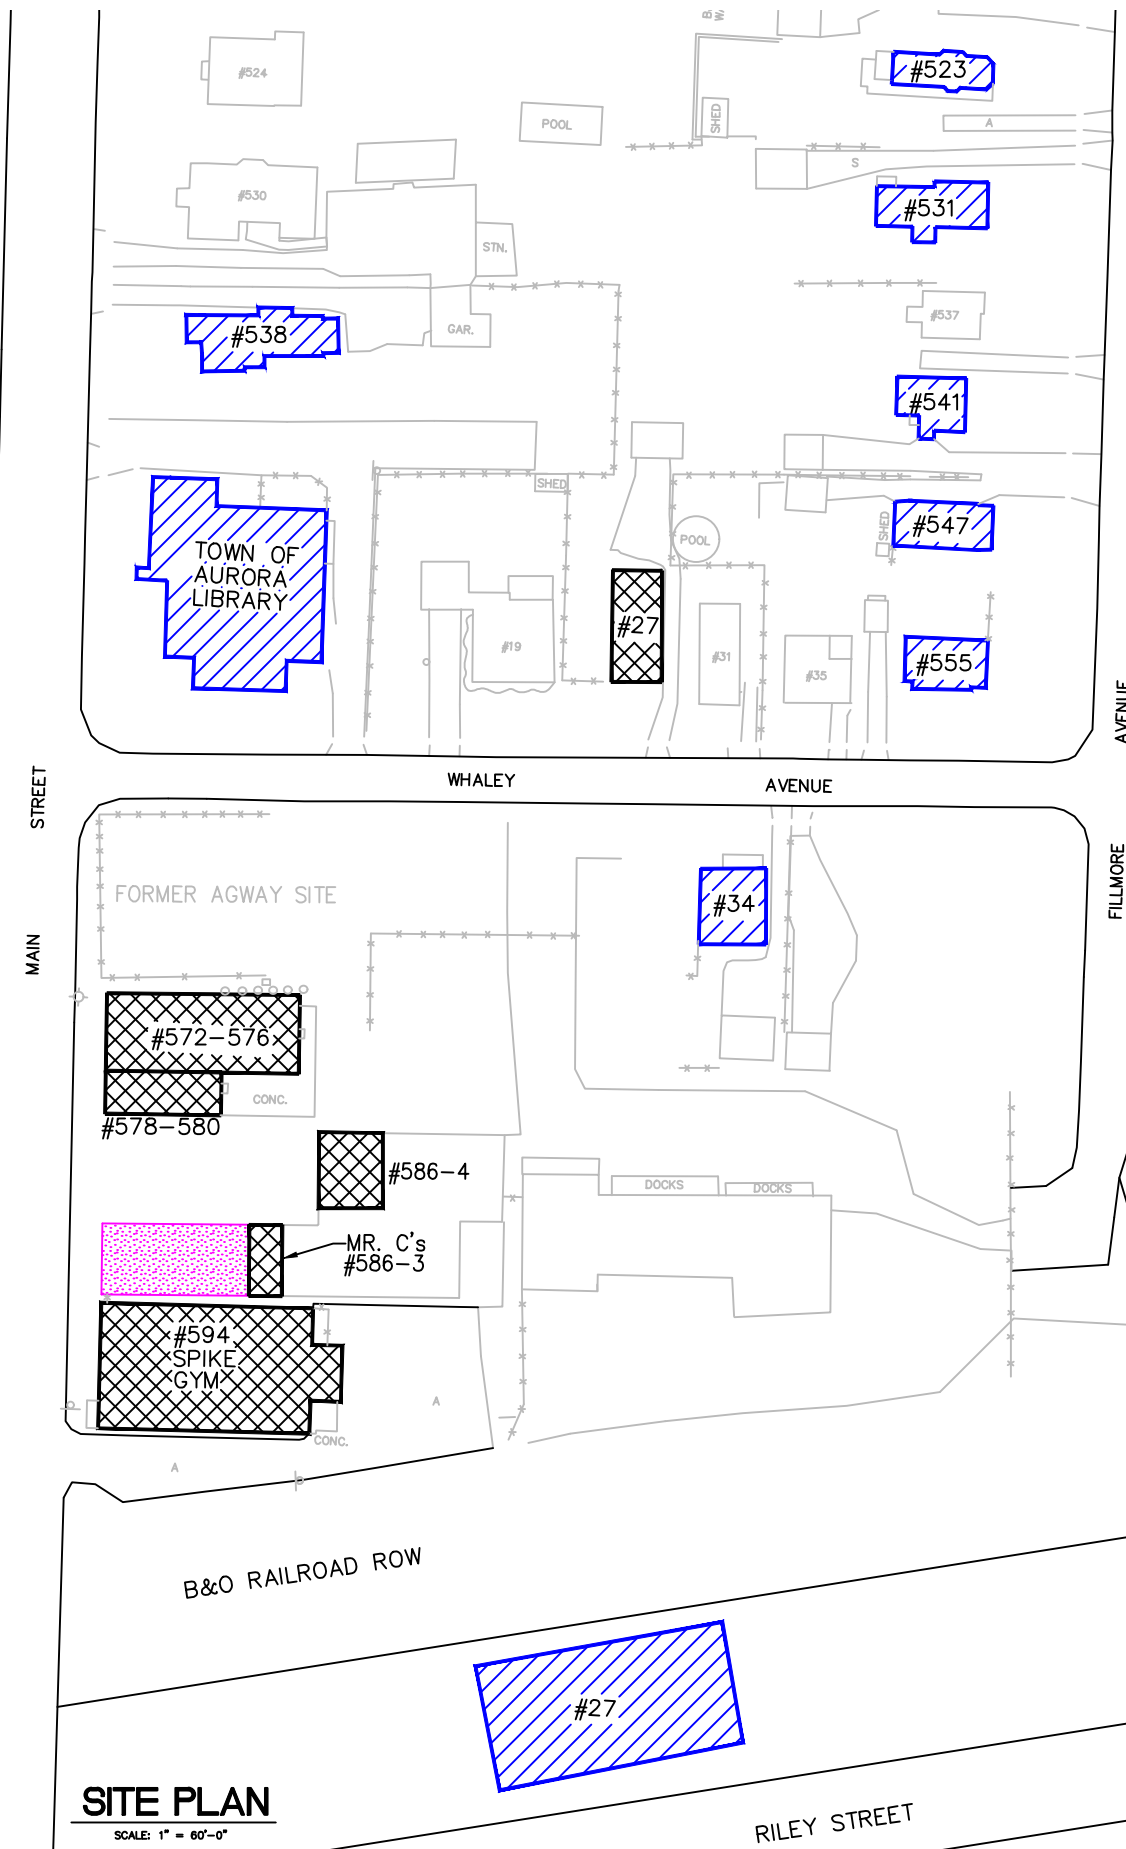 #524
POOL
SHED
#523
A
S
#530
STN.
#531
#538
GAR.
#537
#541
SHED
TOWN OF
AURORA
LIBRARY
POOL
SHED
#547
#27
#19
#31
#35
#555
AVENUE
WHALEY
AVENUE
STREET
FORMER AGWAY SITE
#34
FILLMORE
MAIN
#572-576
CONC.
#578-580
#586-4
DOCKS
DOCKS
MR. C's
#586-3
#594
SPIKE
GYM
A
CONC.
A
B&O RAILROAD ROW
#27
SITE PLAN
SCALE: 1" = 60'-0"
RILEY STREET